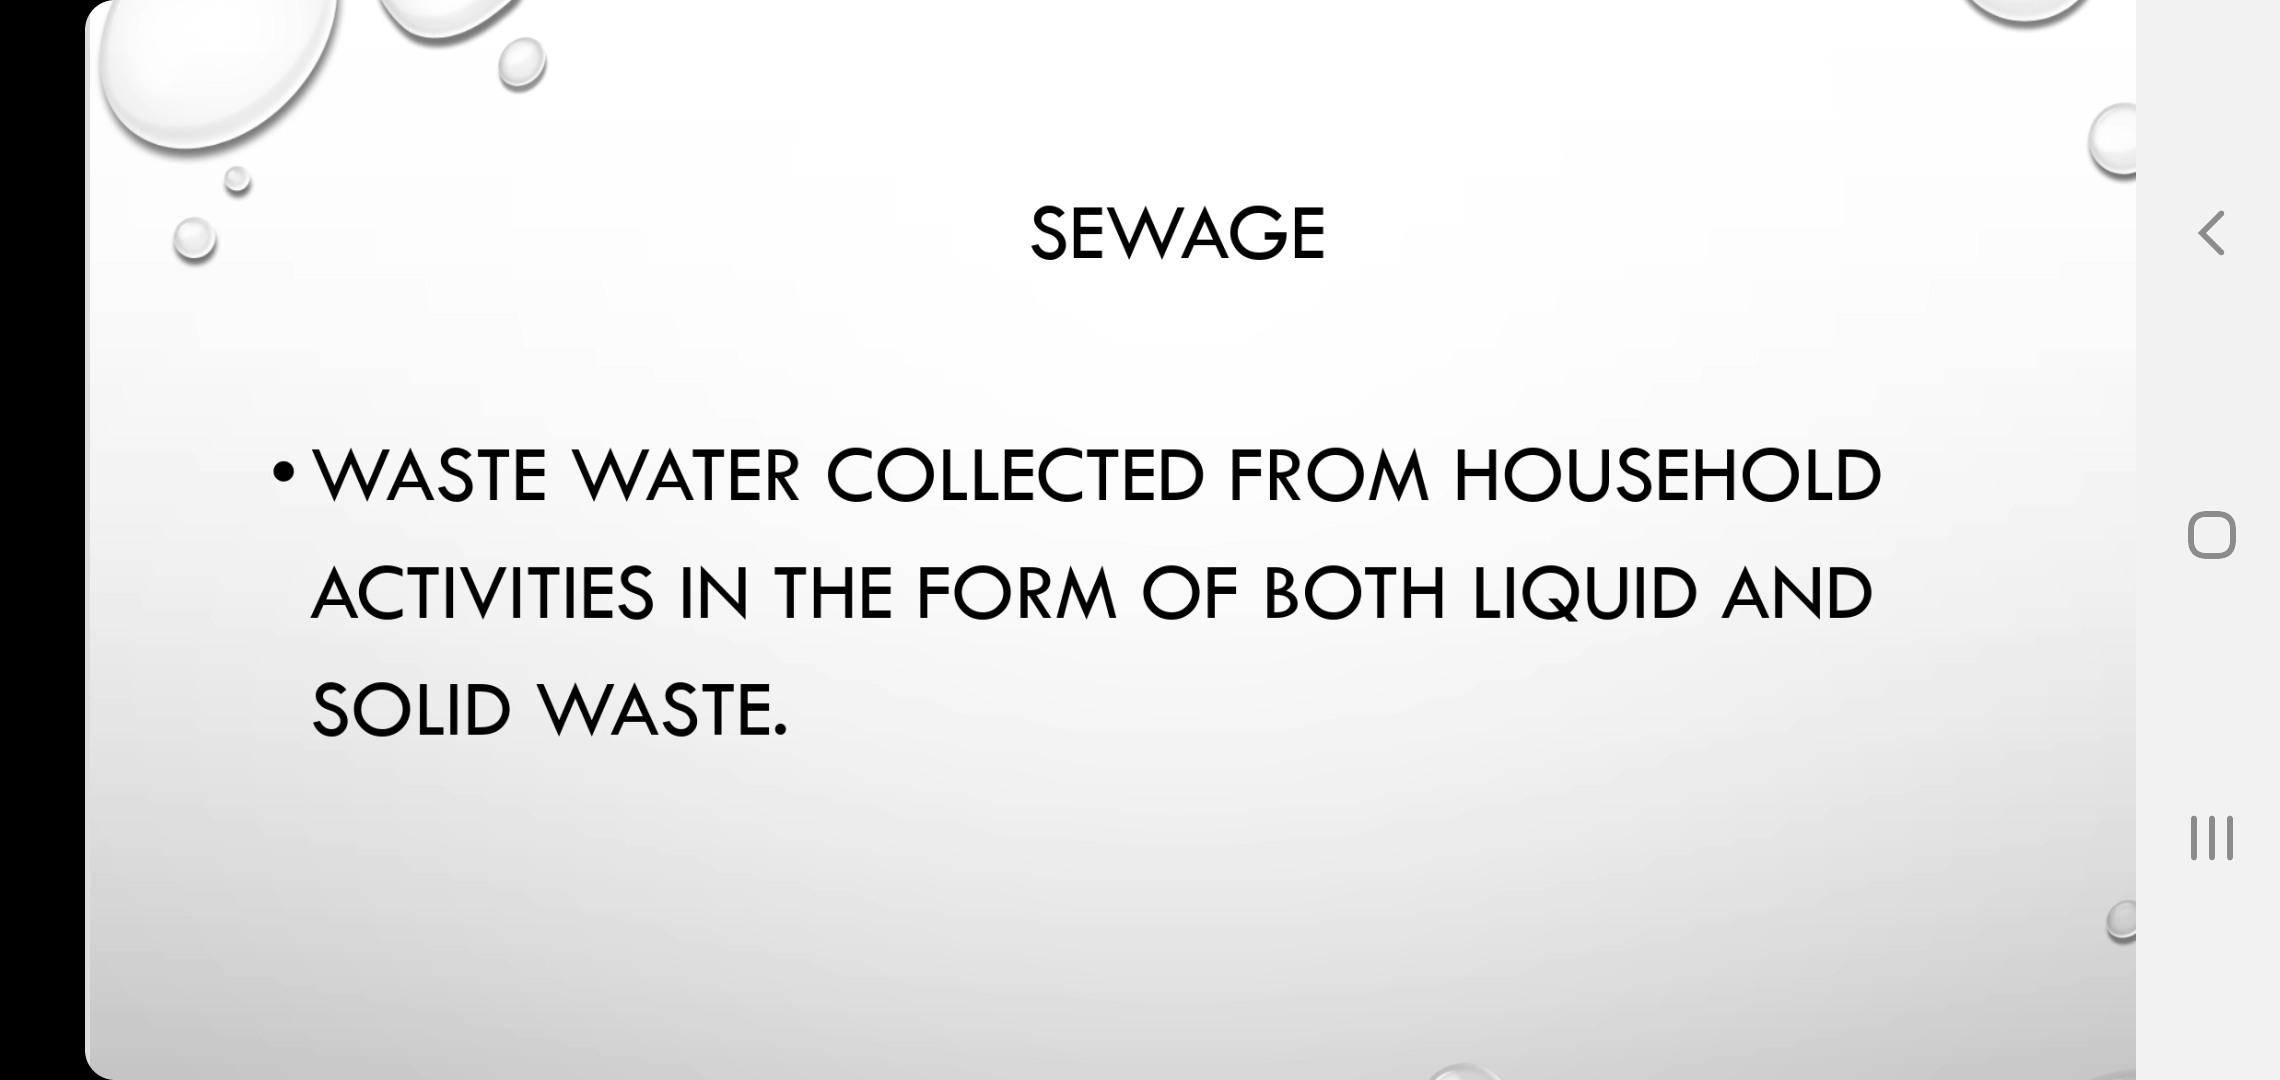 SEWAGE
• WASTE WATER COLLECTED FROM HOUSEHOLD
ACTIVITIES IN THE FORM OF BOTH LIQUID AND
SOLID WASTE.